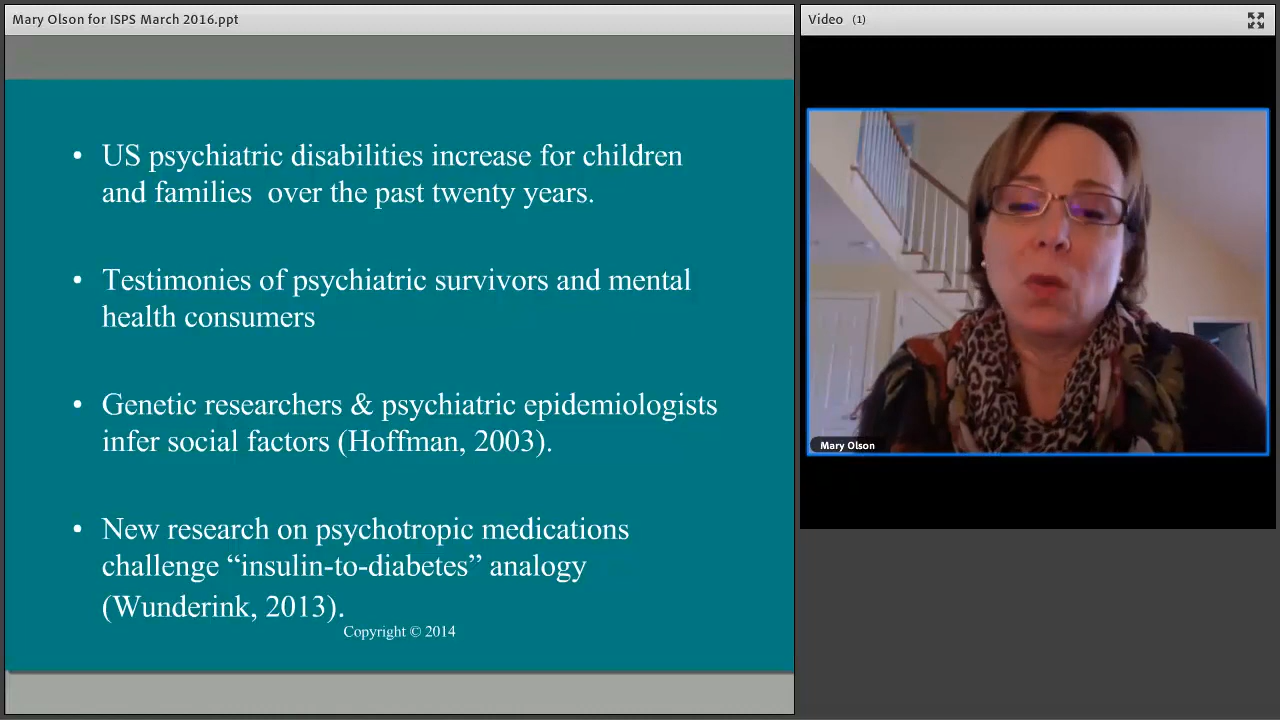 Mary Olson for ISPS March 2016.ppt
Video (1)
• US psychiatric disabilities increase for children
and families over the past twenty years.
• Testimonies of psychiatric survivors and mental
health consumers
• Genetic researchers & psychiatric epidemiologists
infer social factors (Hoffman, 2003).
• New research on psychotropic medications
challenge “insulin-to-diabetes” analogy
(Wunderink, 2013).
Copyright © 2014
Mary Olson